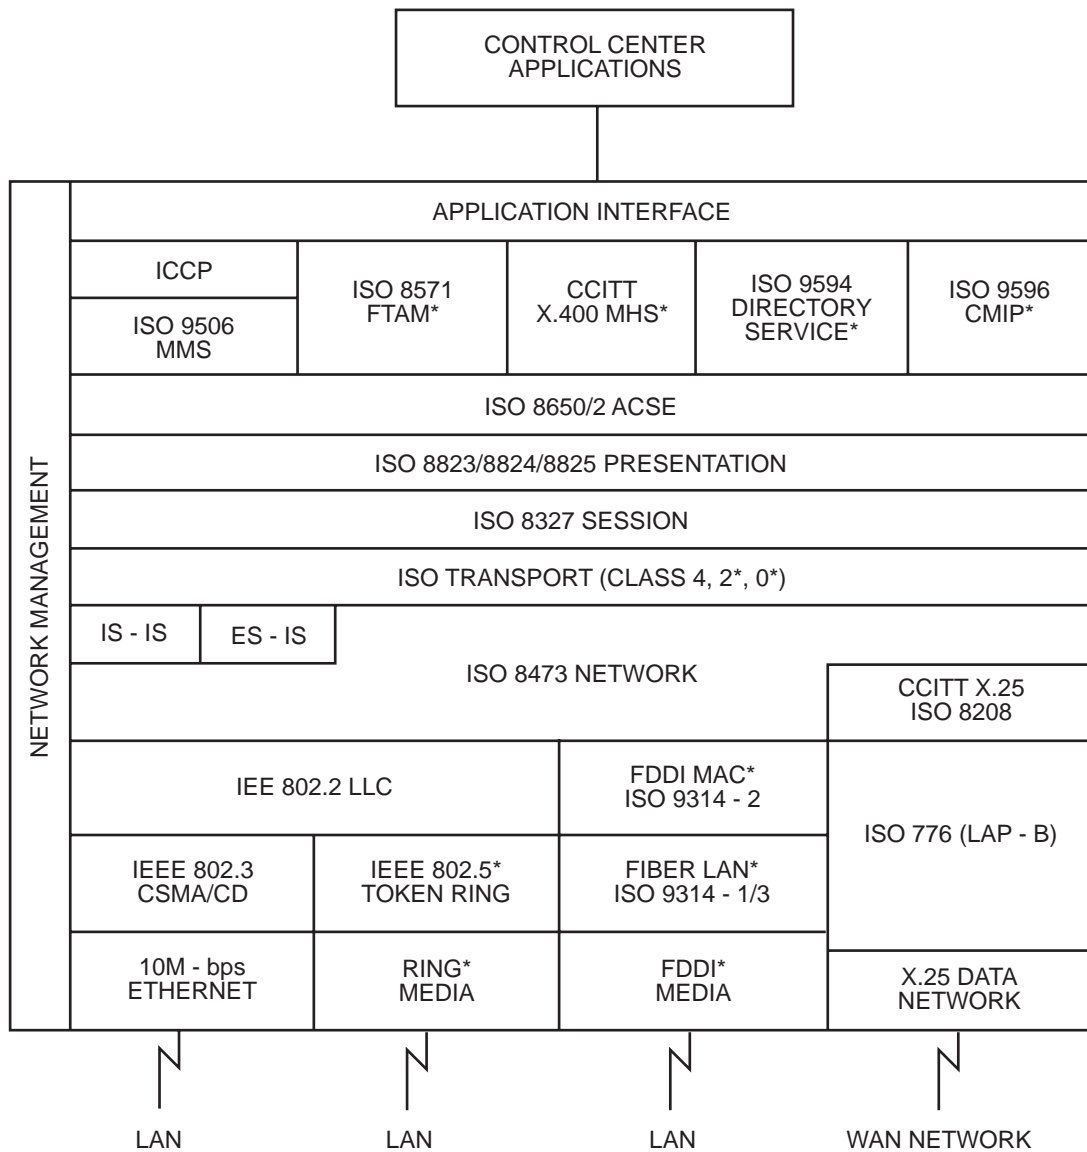 CONTROL CENTER
APPLICATIONS
NETWORK MANAGEMENT
APPLICATION INTERFACE
ICCP
ISO 9506
MMS
ISO 8571
FTAM*
CCITT
X.400 MHS*
ISO 9594
DIRECTORY
SERVICE*
ISO 9596
CMIP*
ISO 8650/2 ACSE
ISO 8823/8824/8825 PRESENTATION
ISO 8327 SESSION
ISO TRANSPORT (CLASS 4, 2*, 0*)
IS - IS
ES - IS
ISO 8473 NETWORK
CCITT X.25
ISO 8208
IEE 802.2 LLC
FDDI MAC*
ISO 9314 - 2
ISO 776 (LAP - B)
IEEE 802.3
CSMA/CD
IEEE 802.5*
TOKEN RING
FIBER LAN*
ISO 9314 - 1/3
10M - bps
ETHERNET
RING*
MEDIA
FDDI*
MEDIA
X.25 DATA
NETWORK
LAN
LAN
LAN
WAN NETWORK